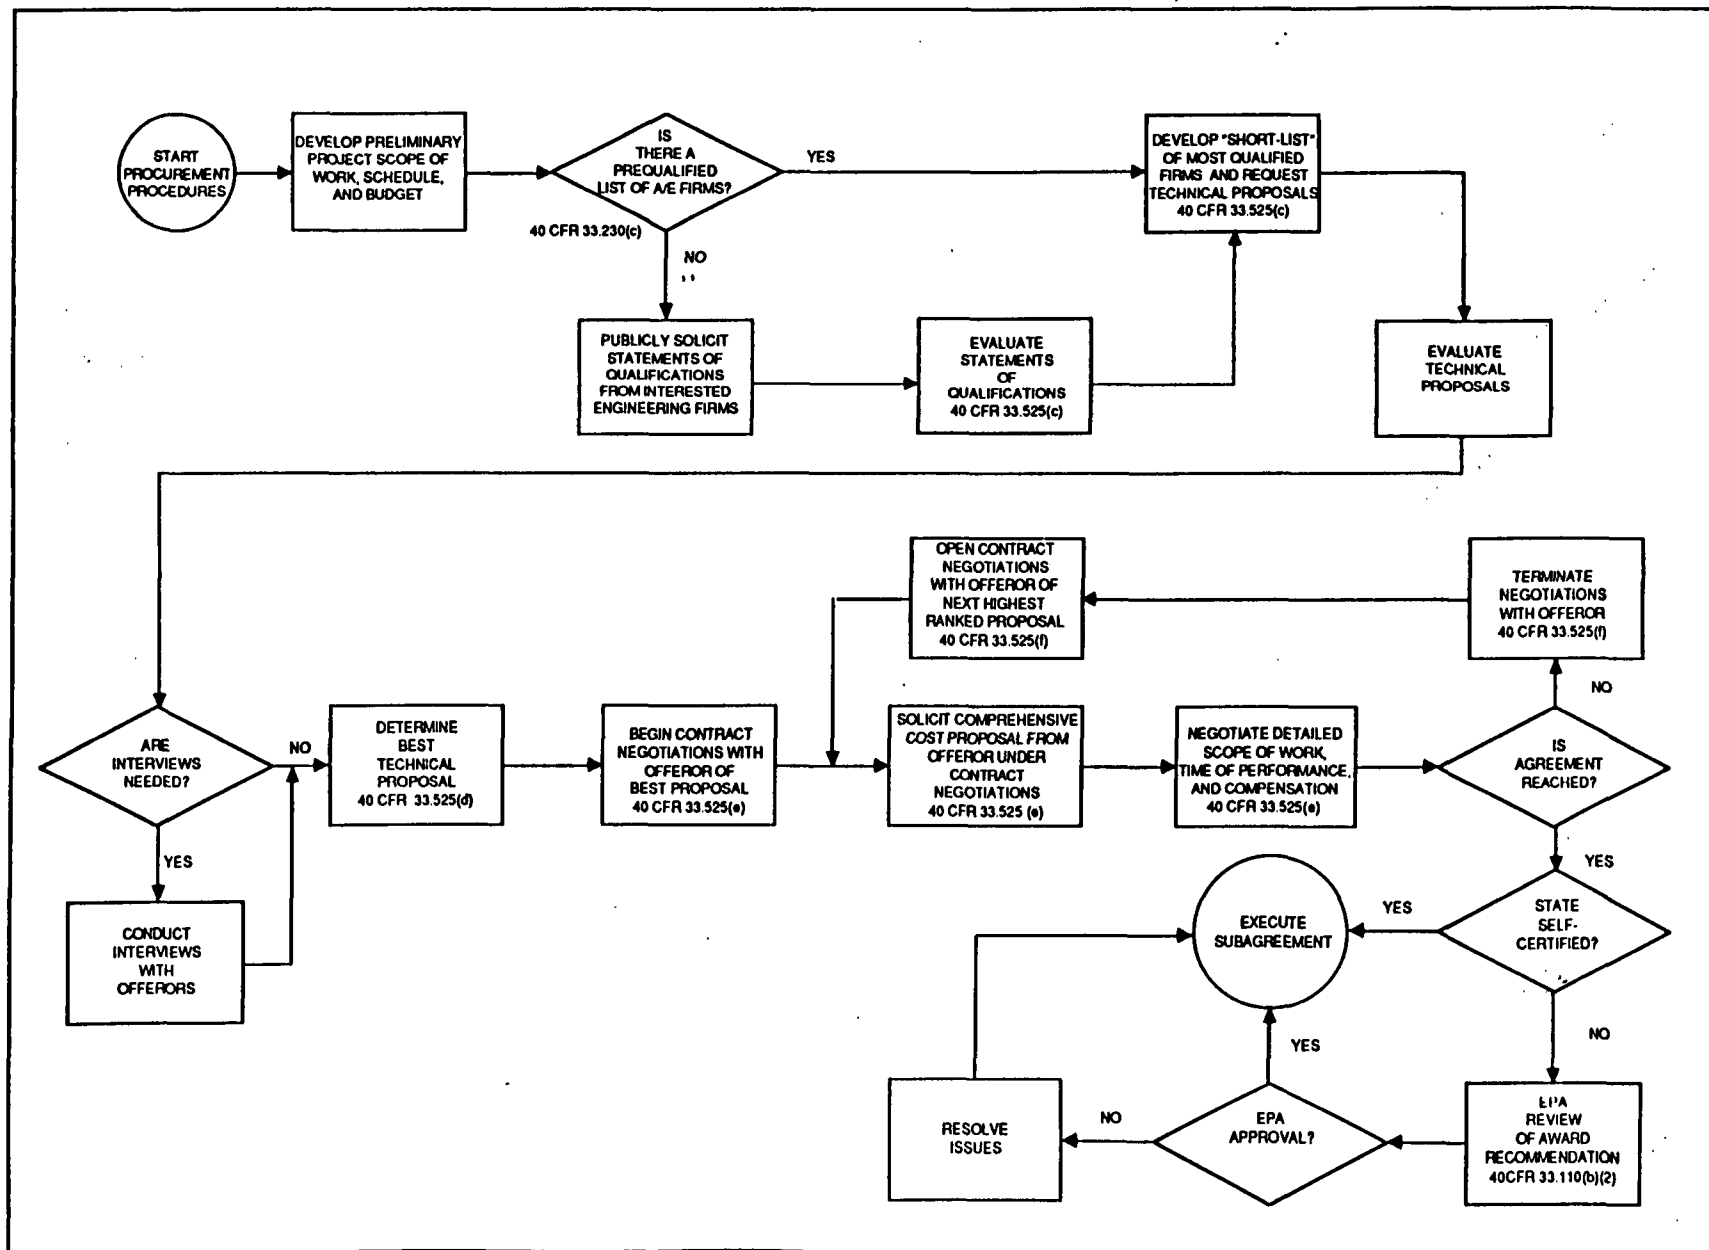 START
PROCUREMENT
PROCEDURES
DEVELOP PRELIMINARY
PROJECT SCOPE OF
WORK, SCHEDULE,
AND BUDGET
IS
THERE A
PREQUALIFIED
LIST OF A/E FIRMS?
40 CFR 33.230(c)
YES
NO
DEVELOP "SHORT-LIST"
OF MOST QUALIFIED
FIRMS AND REQUEST
TECHNICAL PROPOSALS
40 CFR 33.525(c)
PUBLICLY SOLICIT
STATEMENTS OF
QUALIFICATIONS
FROM INTERESTED
ENGINEERING FIRMS
EVALUATE
STATEMENTS
OF
QUALIFICATIONS
40 CFR 33.525(c)
EVALUATE
TECHNICAL
PROPOSALS
OPEN CONTRACT
NEGOTIATIONS
WITH OFFEROR OF
NEXT HIGHEST
RANKED PROPOSAL
40 CFR 33.525(f)
TERMINATE
NEGOTIATIONS
WITH OFFEROR
40 CFR 33.525(f)
NO
ARE
INTERVIEWS
NEEDED?
NO
DETERMINE
BEST
TECHNICAL
PROPOSAL
40 CFR 33.525(d)
BEGIN CONTRACT
NEGOTIATIONS WITH
OFFEROR OF
BEST PROPOSAL
40 CFR 33.525(e)
SOLICIT COMPREHENSIVE
COST PROPOSAL FROM
OFFEROR UNDER
CONTRACT
NEGOTIATIONS
40 CFR 33.525 (e)
NEGOTIATE DETAILED
SCOPE OF WORK,
TIME OF PERFORMANCE,
AND COMPENSATION
40 CFR 33.525(e)
IS
AGREEMENT
REACHED?
YES
YES
CONDUCT
INTERVIEWS
WITH
OFFERORS
EXECUTE
SUBAGREEMENT
YES
STATE
SELF-
CERTIFIED?
NO
YES
RESOLVE
ISSUES
NO
EPA
APPROVAL?
EPA
REVIEW
OF AWARD
RECOMMENDATION
40CFR 33.110(b)(2)